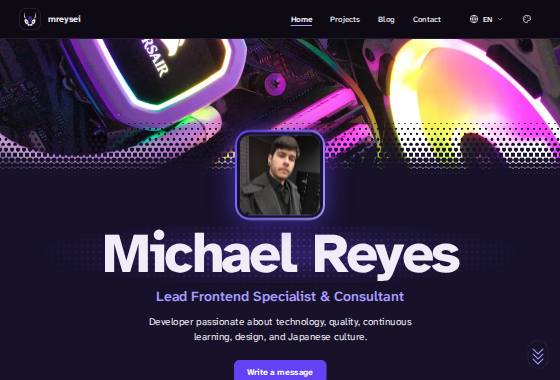 mreysei
Home Projects Blog Contact EN
CORSAIR
Michael Reyes
Lead Frontend Specialist & Consultant
Developer passionate about technology, quality, continuous
learning, design, and Japanese culture.
Write a message